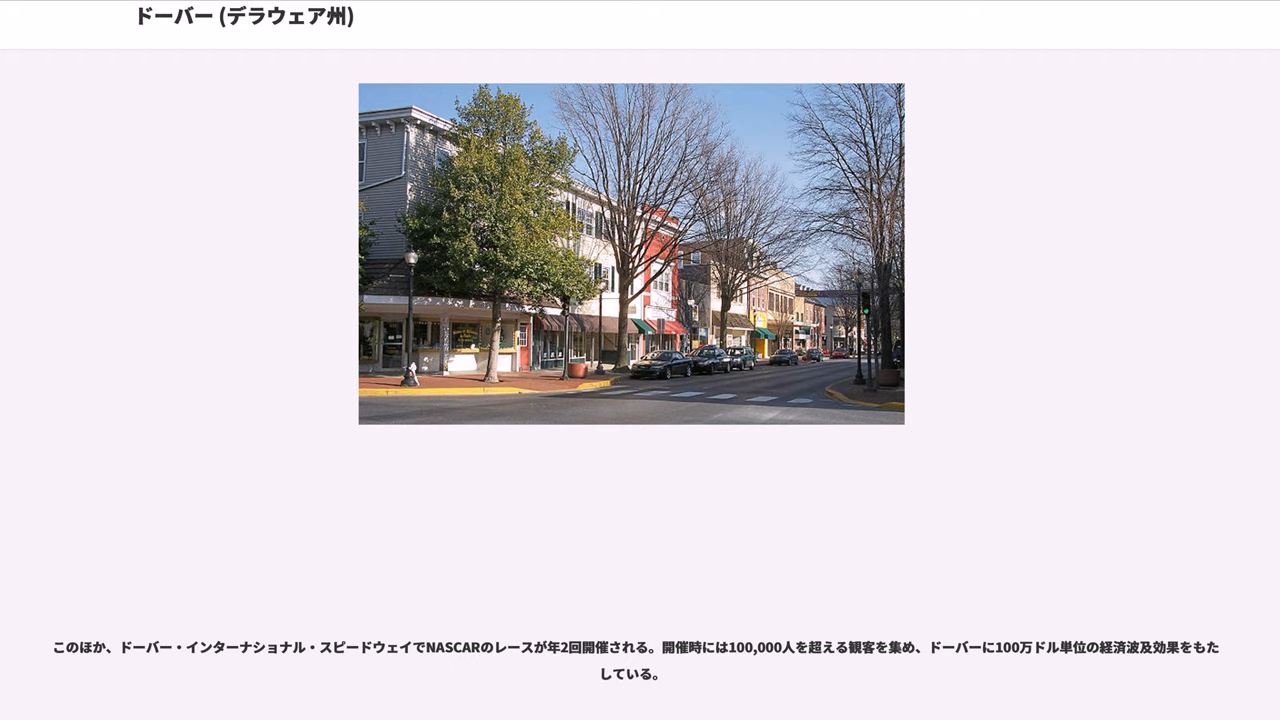 ドーバー (デラウェア州)
このほか、ドーバー・インターナショナル・スピードウェイでNASCARのレースが年2回開催される。開催時には100,000人を超える観客を集め、ドーバーに100万ドル単位の経済波及効果をもた
している。